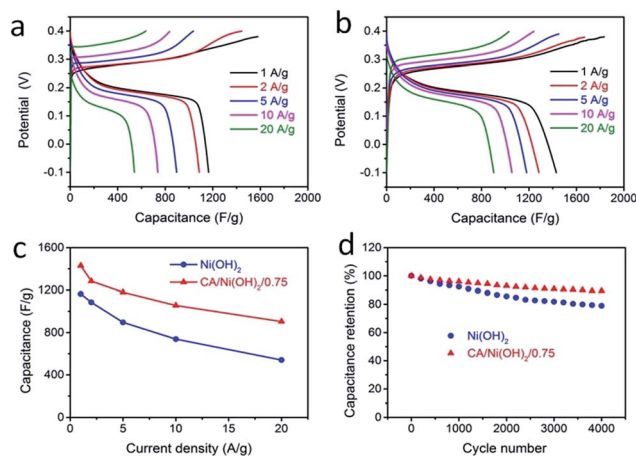 a
0.4
0.3
0.2
0.1
0.0
-0.1
Potential (V)
1 A/g
2 A/g
5 A/g
10 A/g
20 A/g
0 400 800 1200 1600 2000
Capacitance (F/g)
b
0.4
0.3
0.2
0.1
0.0
-0.1
Potential (V)
1 A/g
2 A/g
5 A/g
10 A/g
20 A/g
0 400 800 1200 1600 2000
Capacitance (F/g)
c
1600
1200
800
400
0
Capacitance (F/g)
Ni(OH)₂
CA/Ni(OH)₂/0.75
0 5 10 15 20
Current density (A/g)
d
120
100
80
60
40
20
0
Capacitance retention (%)
Ni(OH)₂
CA/Ni(OH)₂/0.75
0 1000 2000 3000 4000
Cycle number